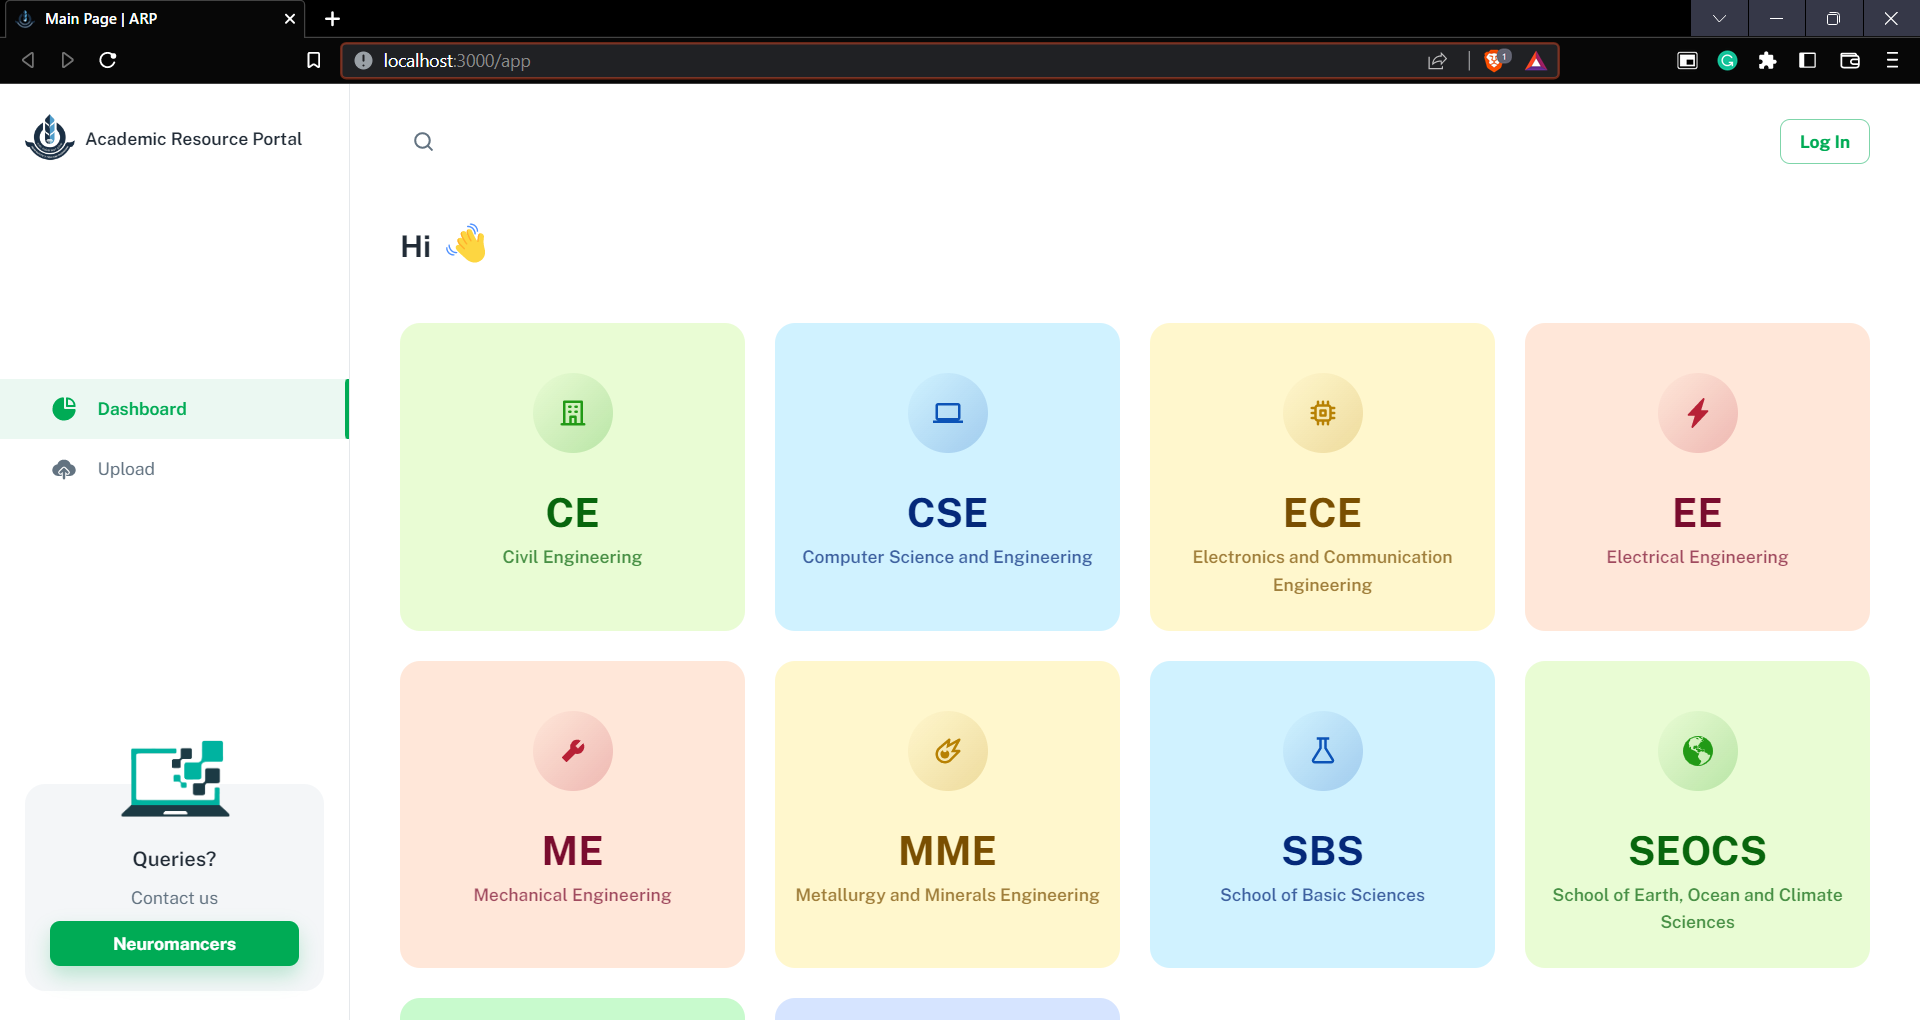 Main Page | ARP
localhost:3000/app
1
Academic Resource Portal
Log In
Hi
Dashboard
Upload
CE
Civil Engineering
CSE
Computer Science and Engineering
ECE
Electronics and Communication
Engineering
EE
Electrical Engineering
ME
Mechanical Engineering
MME
Metallurgy and Minerals Engineering
SBS
School of Basic Sciences
SEOCS
School of Earth, Ocean and Climate
Sciences
Queries?
Contact us
Neuromancers